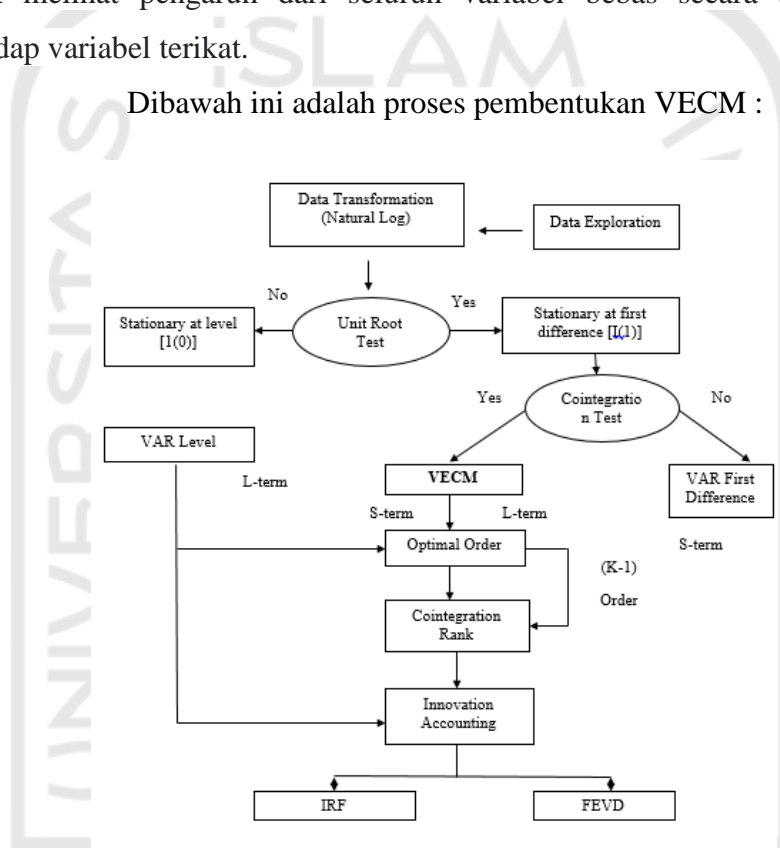 melihat pengaruh dari seluruh variabel bebas secara
dap variabel terikat.
Dibawah ini adalah proses pembentukan VECM :
Data Transformation
(Natural Log)
Data Exploration
No
Yes
Stationary at level
[1(0)]
Unit Root
Test
Stationary at first
difference [I(1)]
Yes
Cointegratio
n Test
No
VAR Level
L-term
VECM
VAR First
Difference
S-term
L-term
Optimal Order
S-term
(K-1)
Order
Cointegration
Rank
Innovation
Accounting
IRF
FEVD
ISLAM
UNIVERSITAS